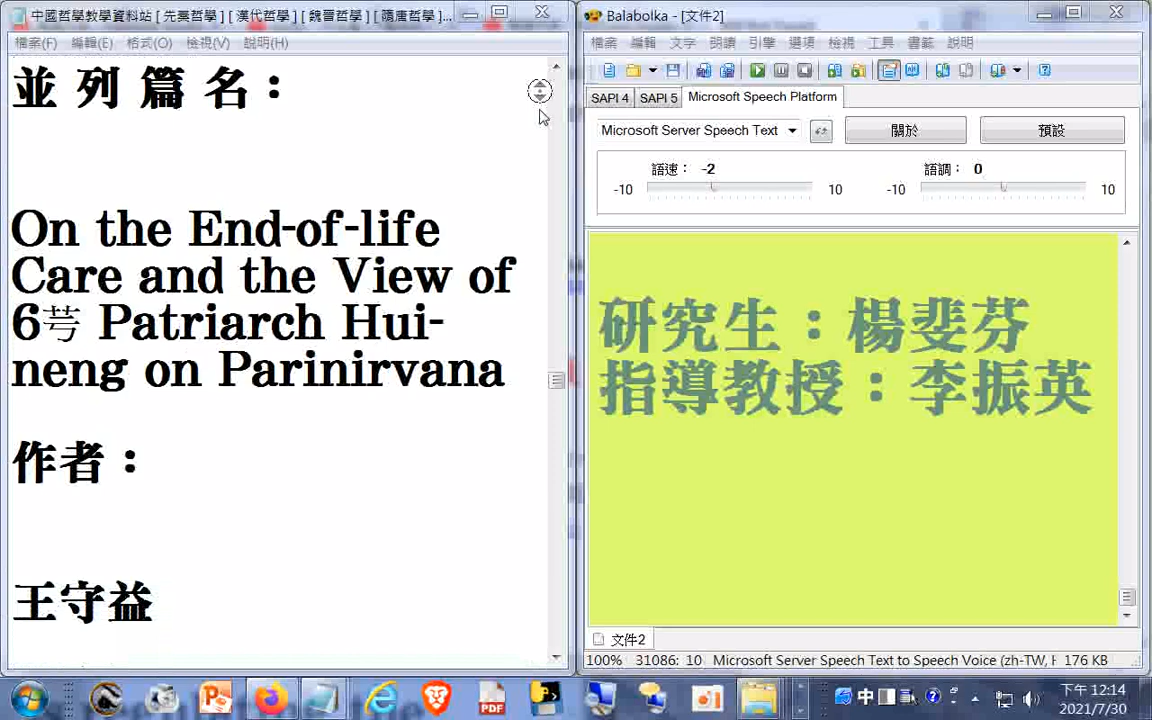 中國哲學教學資料站 [ 先秦哲學 ] [ 漢代哲學 ] [ 魏晉哲學 ] [ 隋唐哲學 ]...
檔案(F) 編輯(E) 格式(O) 檢視(V) 說明(H)
並 列 篇 名：
On the End-of-life
Care and the View of
6芌 Patriarch Hui-
neng on Parinirvana
作者：
王守益
Balabolka - [文件2]
檔案 編輯 文字 朗讀 引擎 選項 檢視 工具 書籤 說明
SAPI 4 SAPI 5 Microsoft Speech Platform
Microsoft Server Speech Text 關於 預設
語速： -2 語調： 0
-10 10 -10 10
研究生：楊斐芬
指導教授：李振英
文件2
100% 31086: 10 Microsoft Server Speech Text to Speech Voice (zh-TW, H 176 KB
中
下午 12:14
2021/7/30